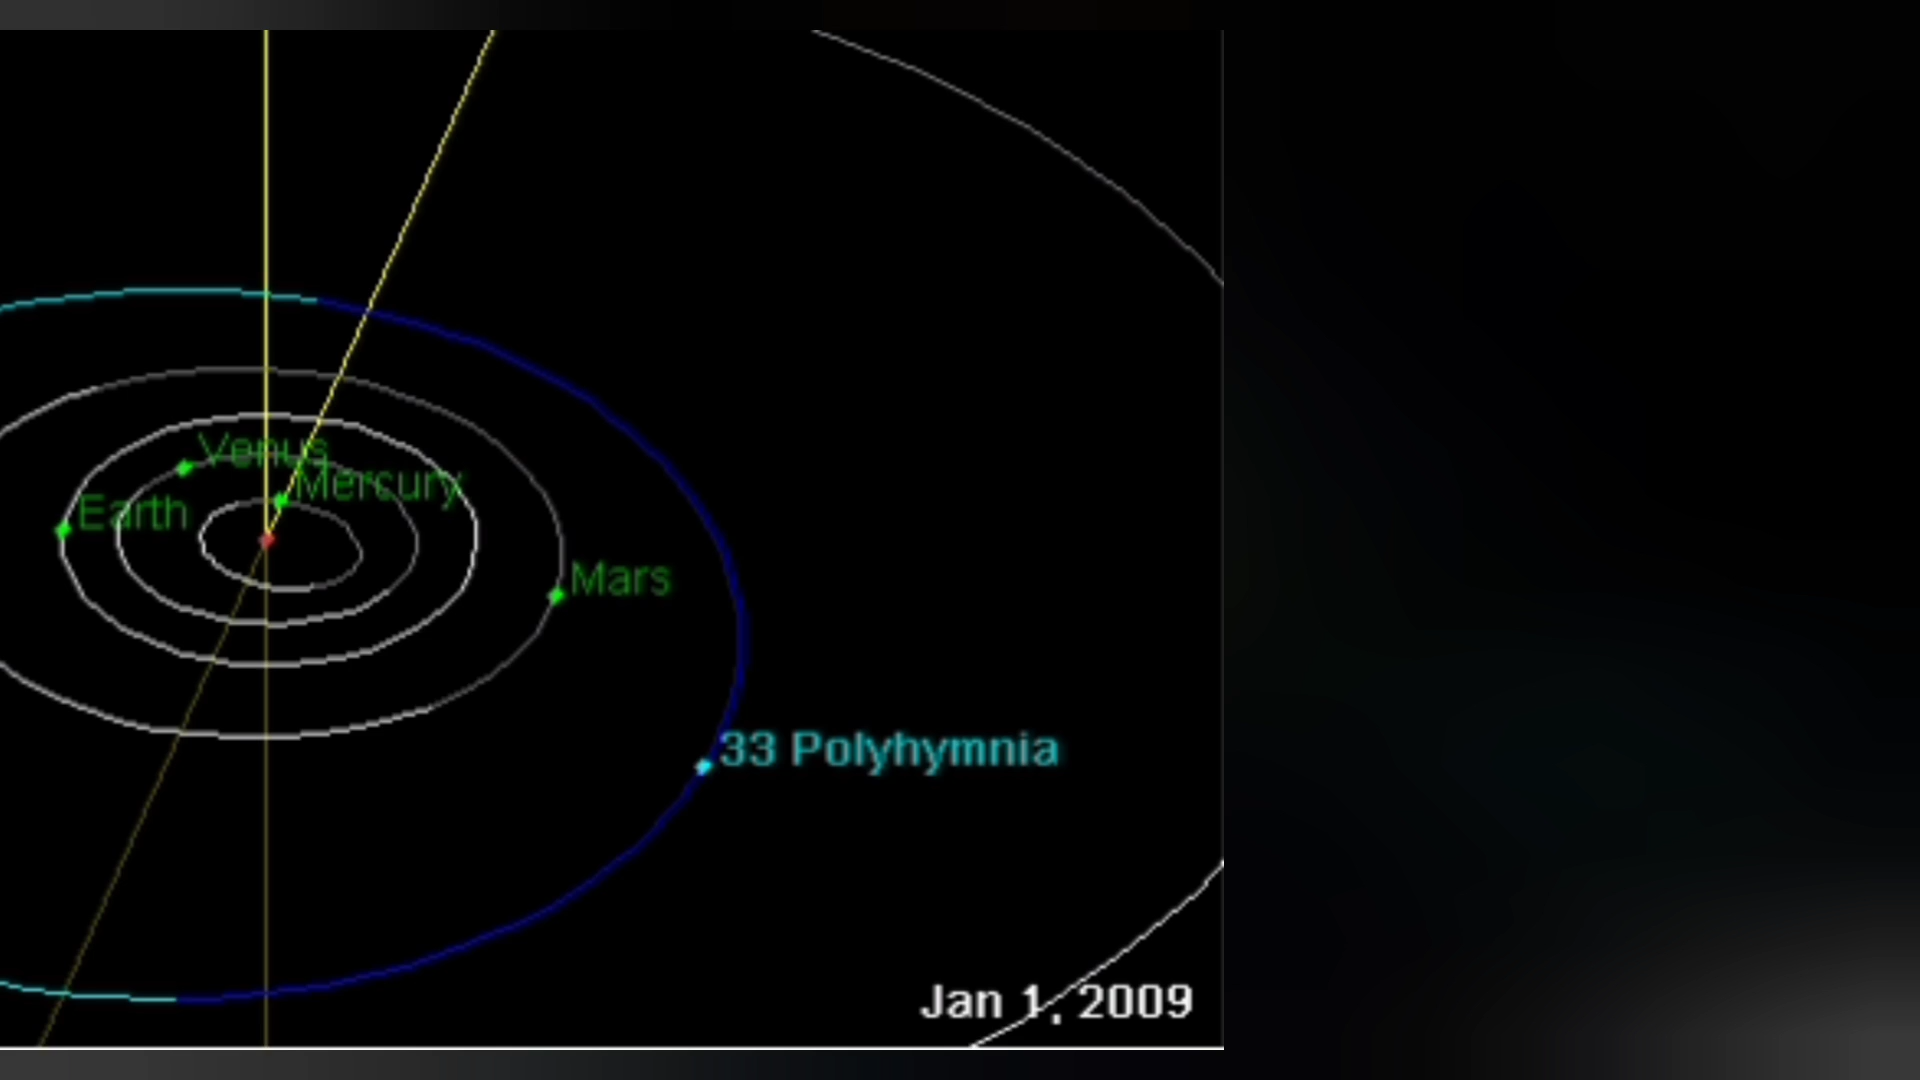 Venus
Mercury
Earth
Mars
33 Polyhymnia
Jan 1, 2009